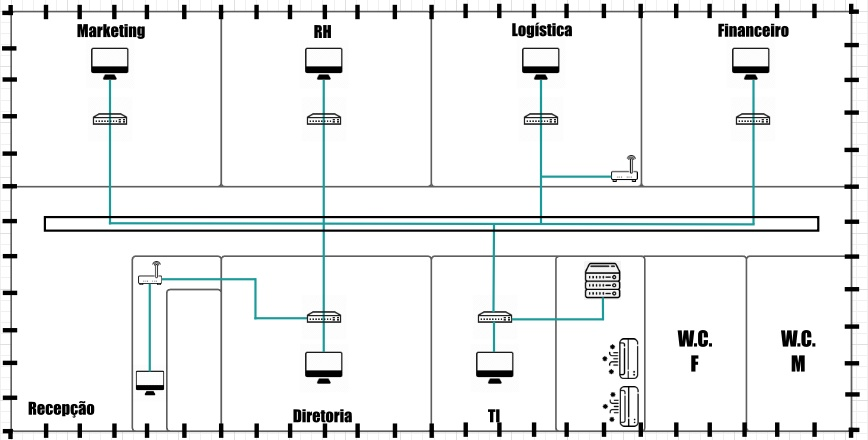 Marketing
RH
Logística
Financeiro
W.C.
F
W.C.
M
Recepção
Diretoria
TI